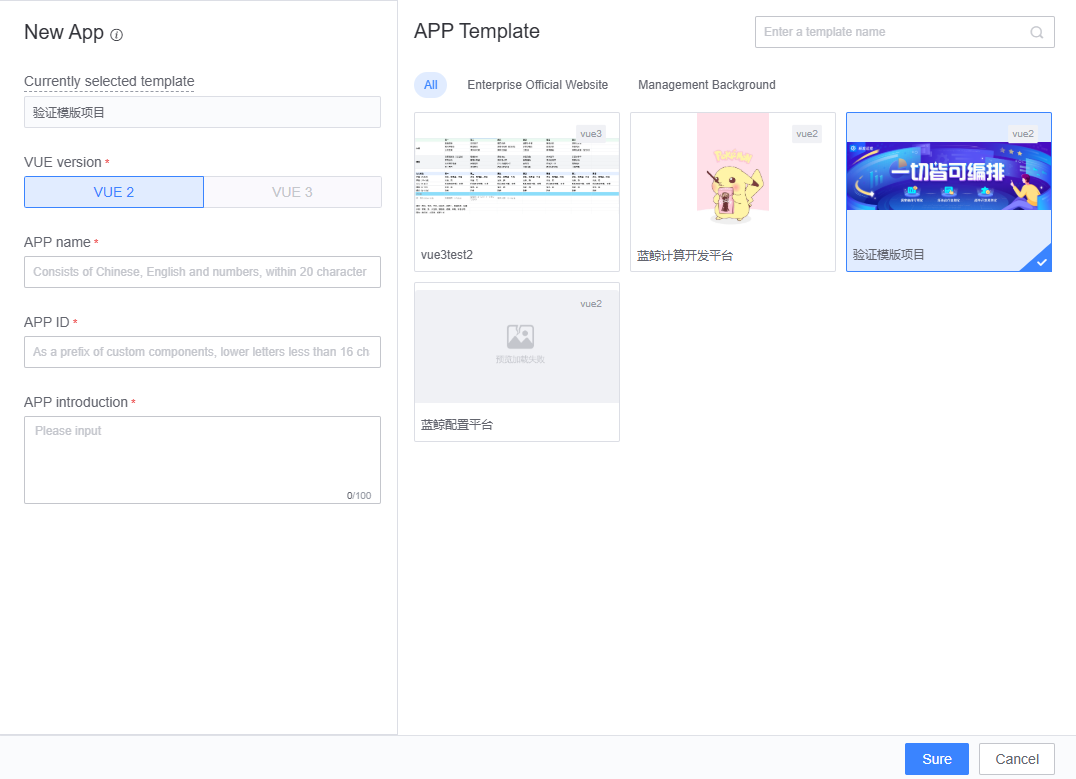 New App
Currently selected template
验证模版项目
VUE version *
VUE 2
VUE 3
APP name *
Consists of Chinese, English and numbers, within 20 character
APP ID *
As a prefix of custom components, lower letters less than 16 ch
APP introduction *
Please input
0/100
APP Template
Enter a template name
All
Enterprise Official Website
Management Background
vue3
vue3test2
vue2
蓝鲸计算开发平台
vue2
一切皆可编排
验证模版项目
vue2
预览加载失败
蓝鲸配置平台
Sure
Cancel